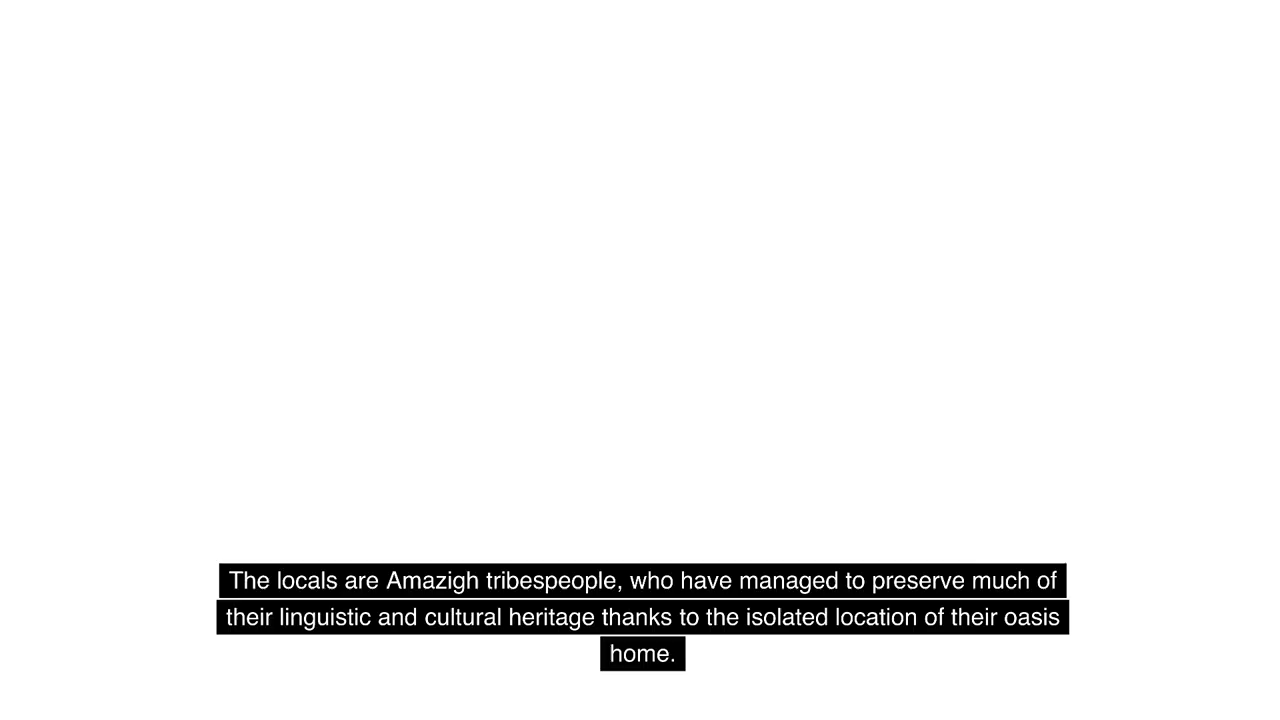 The locals are Amazigh tribespeople, who have managed to preserve much of
their linguistic and cultural heritage thanks to the isolated location of their oasis
home.